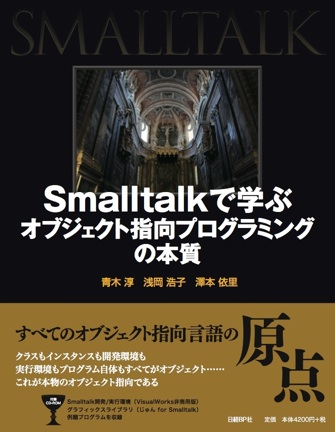 SMALLTALK
Smalltalkで学ぶ
オブジェクト指向プログラミング
の本質
青木 淳　浅岡 浩子　澤本 依里
すべてのオブジェクト指向言語の原点
クラスもインスタンスも開発環境も
実行環境もプログラム自体もすべてがオブジェクト……
これが本物のオブジェクト指向である
付属
CD-ROM
Smalltalk開発/実行環境（VisualWorks非商用版）
グラフィックスライブラリ（じゅん for Smalltalk）
例題プログラムを収録
日経BP社　定価　本体4200円+税